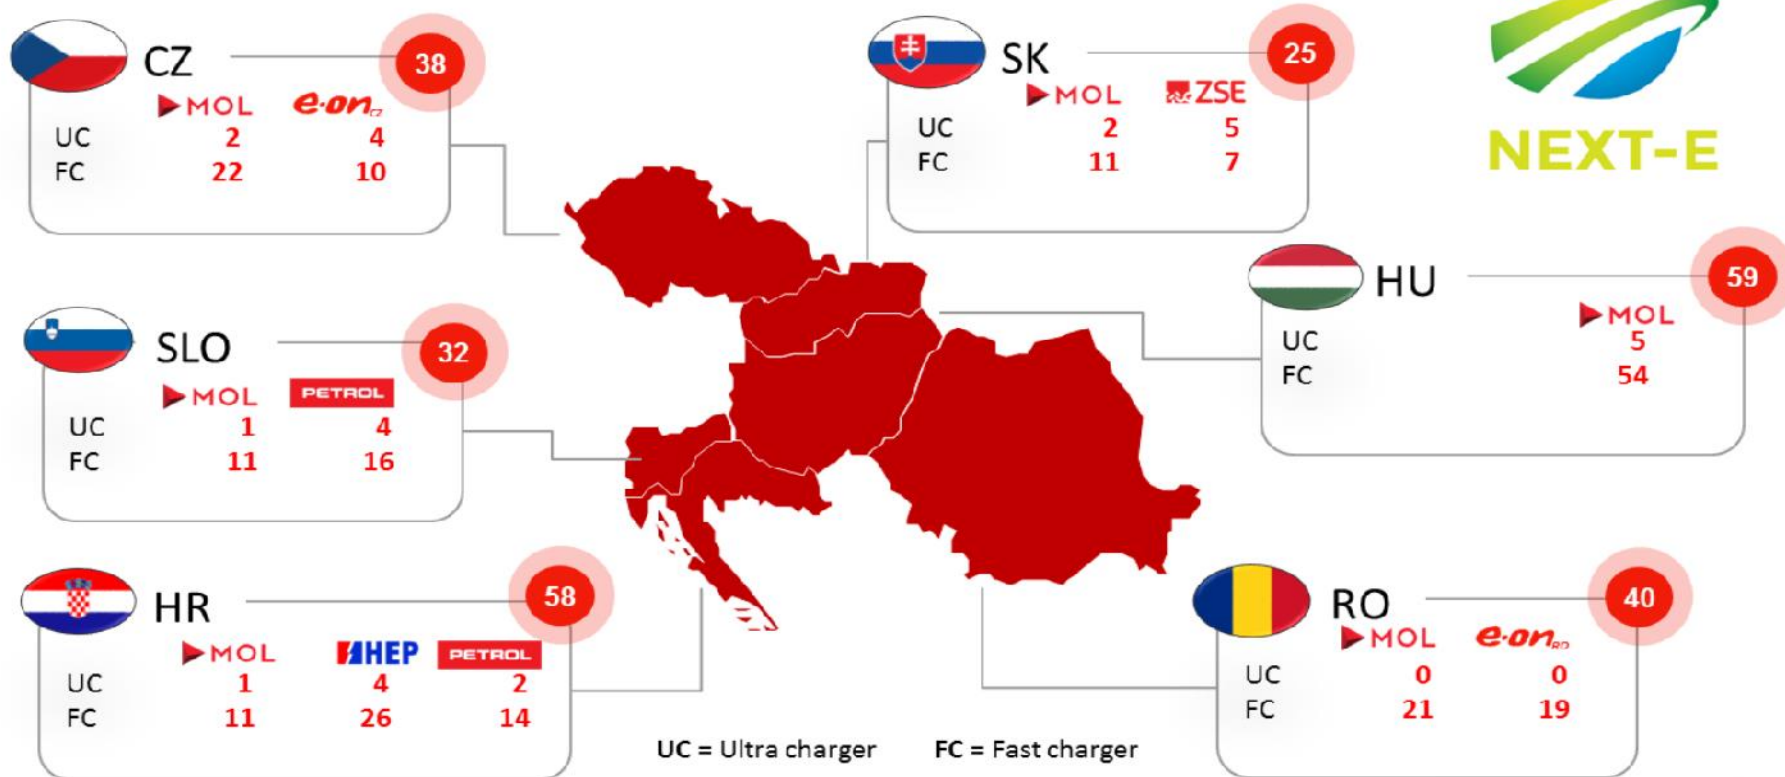 CZ 38
MOL e·on CZ
UC 2 4
FC 22 10
SK 25
MOL ZSE
UC 2 5
FC 11 7
NEXT-E
SLO 32
MOL PETROL
UC 1 4
FC 11 16
HU 59
MOL
UC 5
FC 54
HR 58
MOL HEP PETROL
UC 1 4 2
FC 11 26 14
RO 40
MOL e·on RO
UC 0 0
FC 21 19
UC = Ultra charger FC = Fast charger